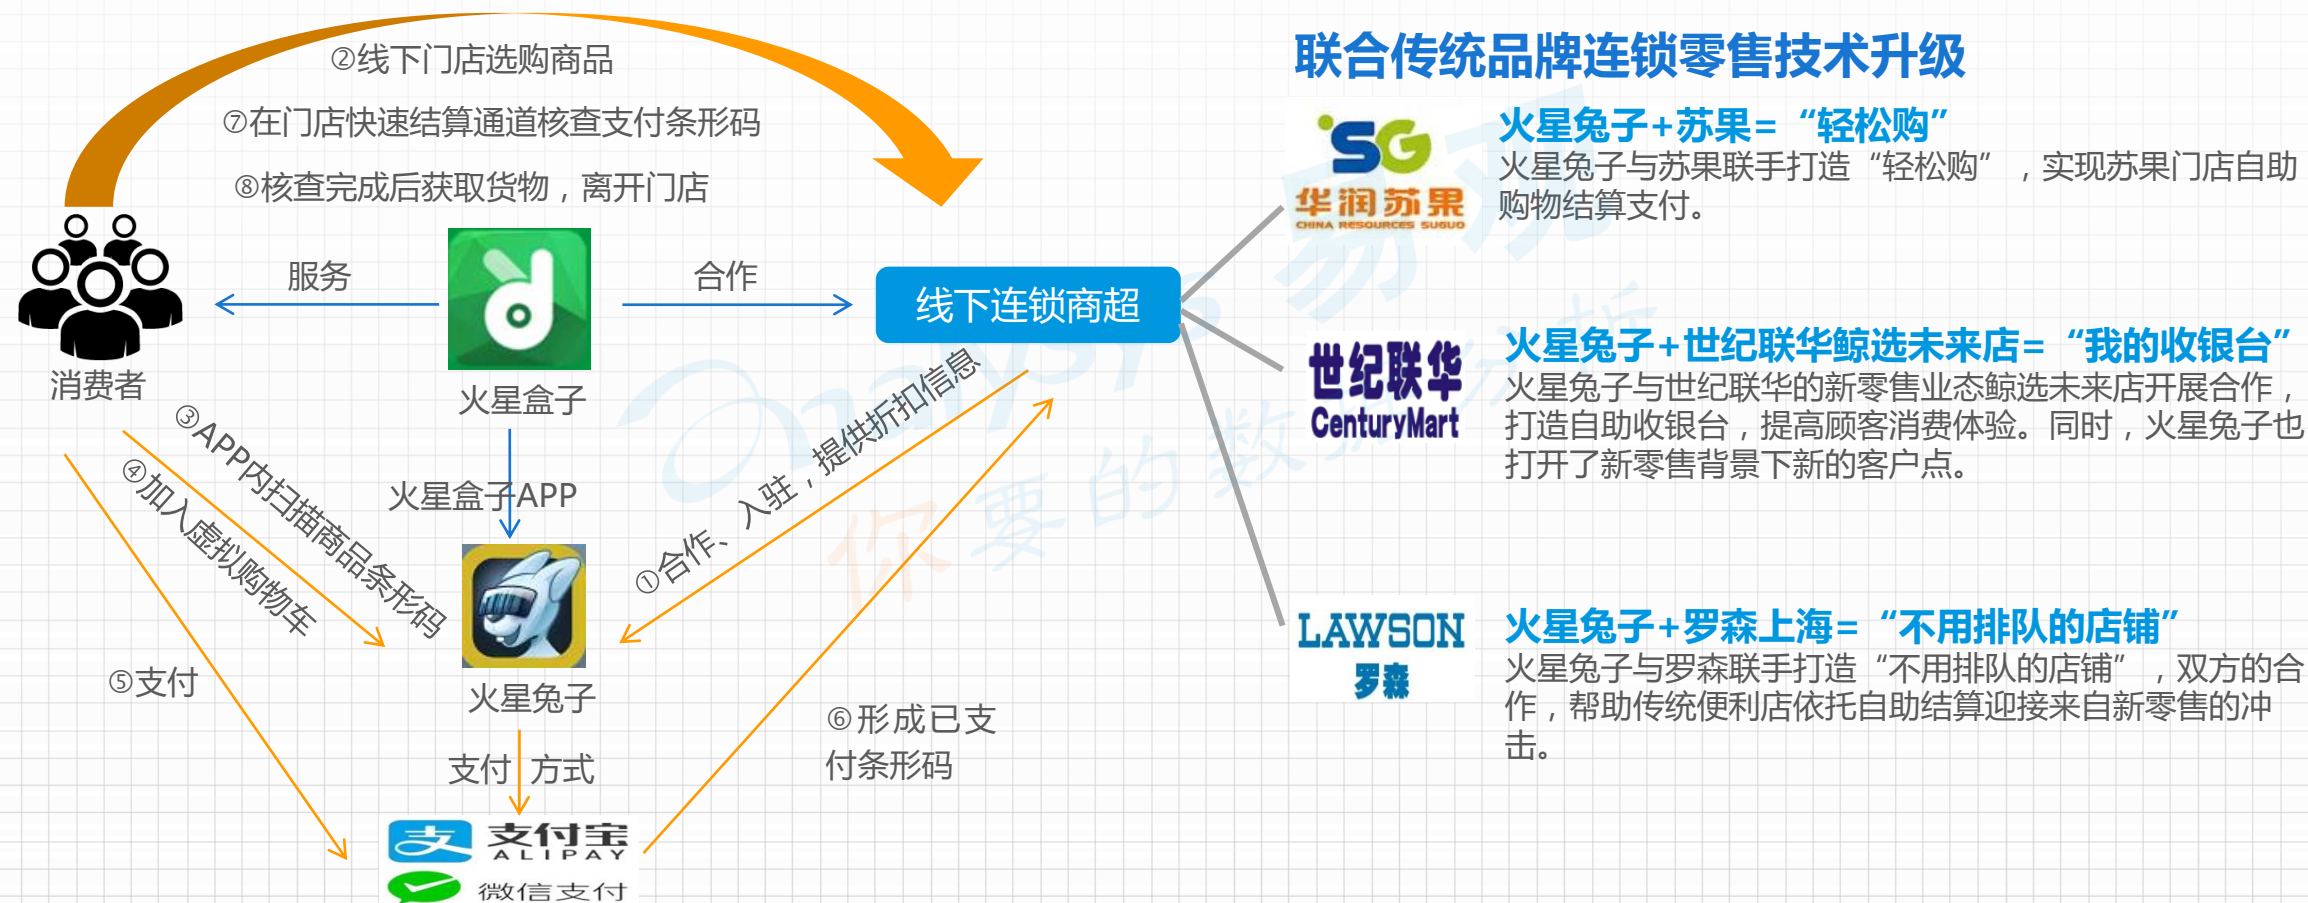 ②线下门店选购商品
⑦在门店快速结算通道核查支付条形码
⑧核查完成后获取货物，离开门店
服务
合作
消费者
火星盒子
线下连锁商超
③APP内扫描商品条形码
④加入虚拟购物车
火星盒子APP
①合作、入驻，提供折扣信息
⑤支付
火星兔子
支付 方式
⑥形成已支
付条形码
支付宝
ALIPAY
微信支付
联合传统品牌连锁零售技术升级
SG
华润苏果
CHINA RESOURCES SUGUO
火星兔子+苏果=“轻松购”
火星兔子与苏果联手打造“轻松购”，实现苏果门店自助
购物结算支付。
世纪联华
CenturyMart
火星兔子+世纪联华鲸选未来店=“我的收银台”
火星兔子与世纪联华的新零售业态鲸选未来店开展合作，
打造自助收银台，提高顾客消费体验。同时，火星兔子也
打开了新零售背景下新的客户点。
LAWSON
罗森
火星兔子+罗森上海=“不用排队的店铺”
火星兔子与罗森联手打造“不用排队的店铺”，双方的合
作，帮助传统便利店依托自助结算迎接来自新零售的冲
击。
analysys 易观
你要的数据分析